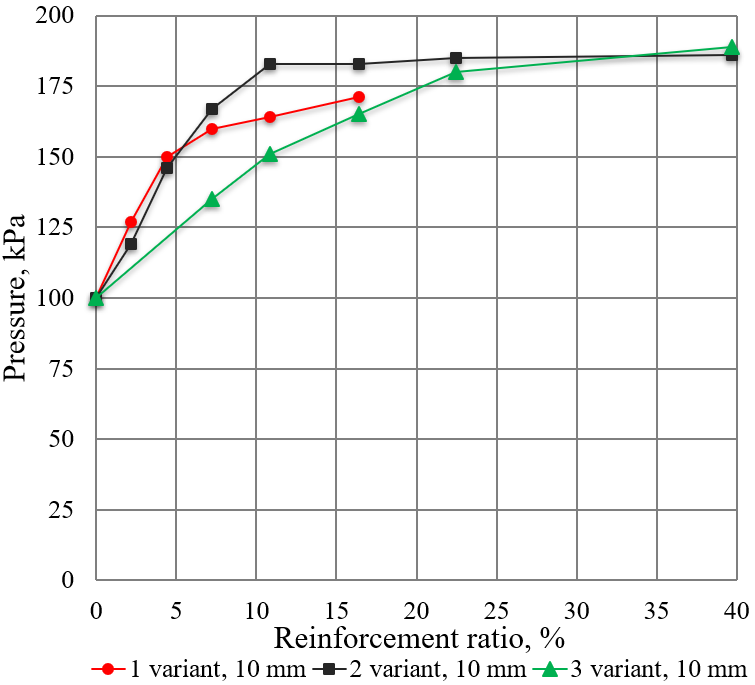 200
175
150
125
100
75
50
25
0
Pressure, kPa
0 5 10 15 20 25 30 35 40
Reinforcement ratio, %
1 variant, 10 mm 2 variant, 10 mm 3 variant, 10 mm